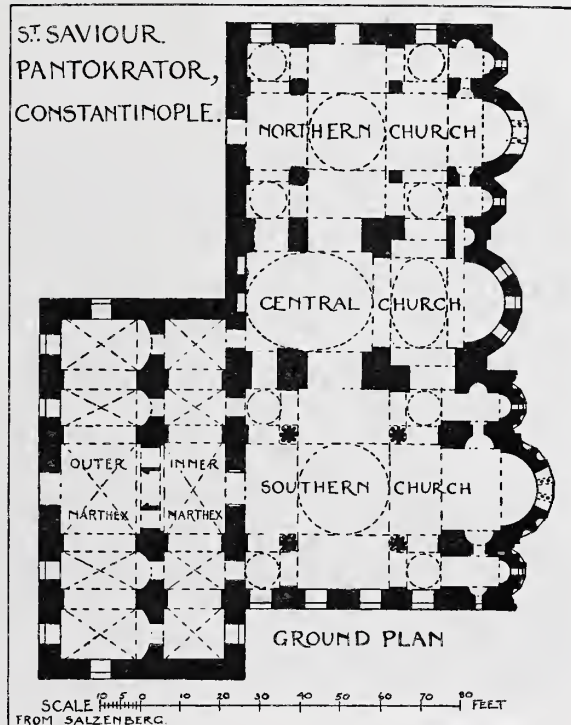 ST. SAVIOUR.
PANTOKRATOR,
CONSTANTINOPLE.
NORTHERN CHURCH
CENTRAL CHURCH
OUTER INNER
NARTHEX NARTHEX
SOUTHERN CHURCH
GROUND PLAN
SCALE 10 5 0 10 20 30 40 50 60 70 80 FEET
FROM SALZENBERG.